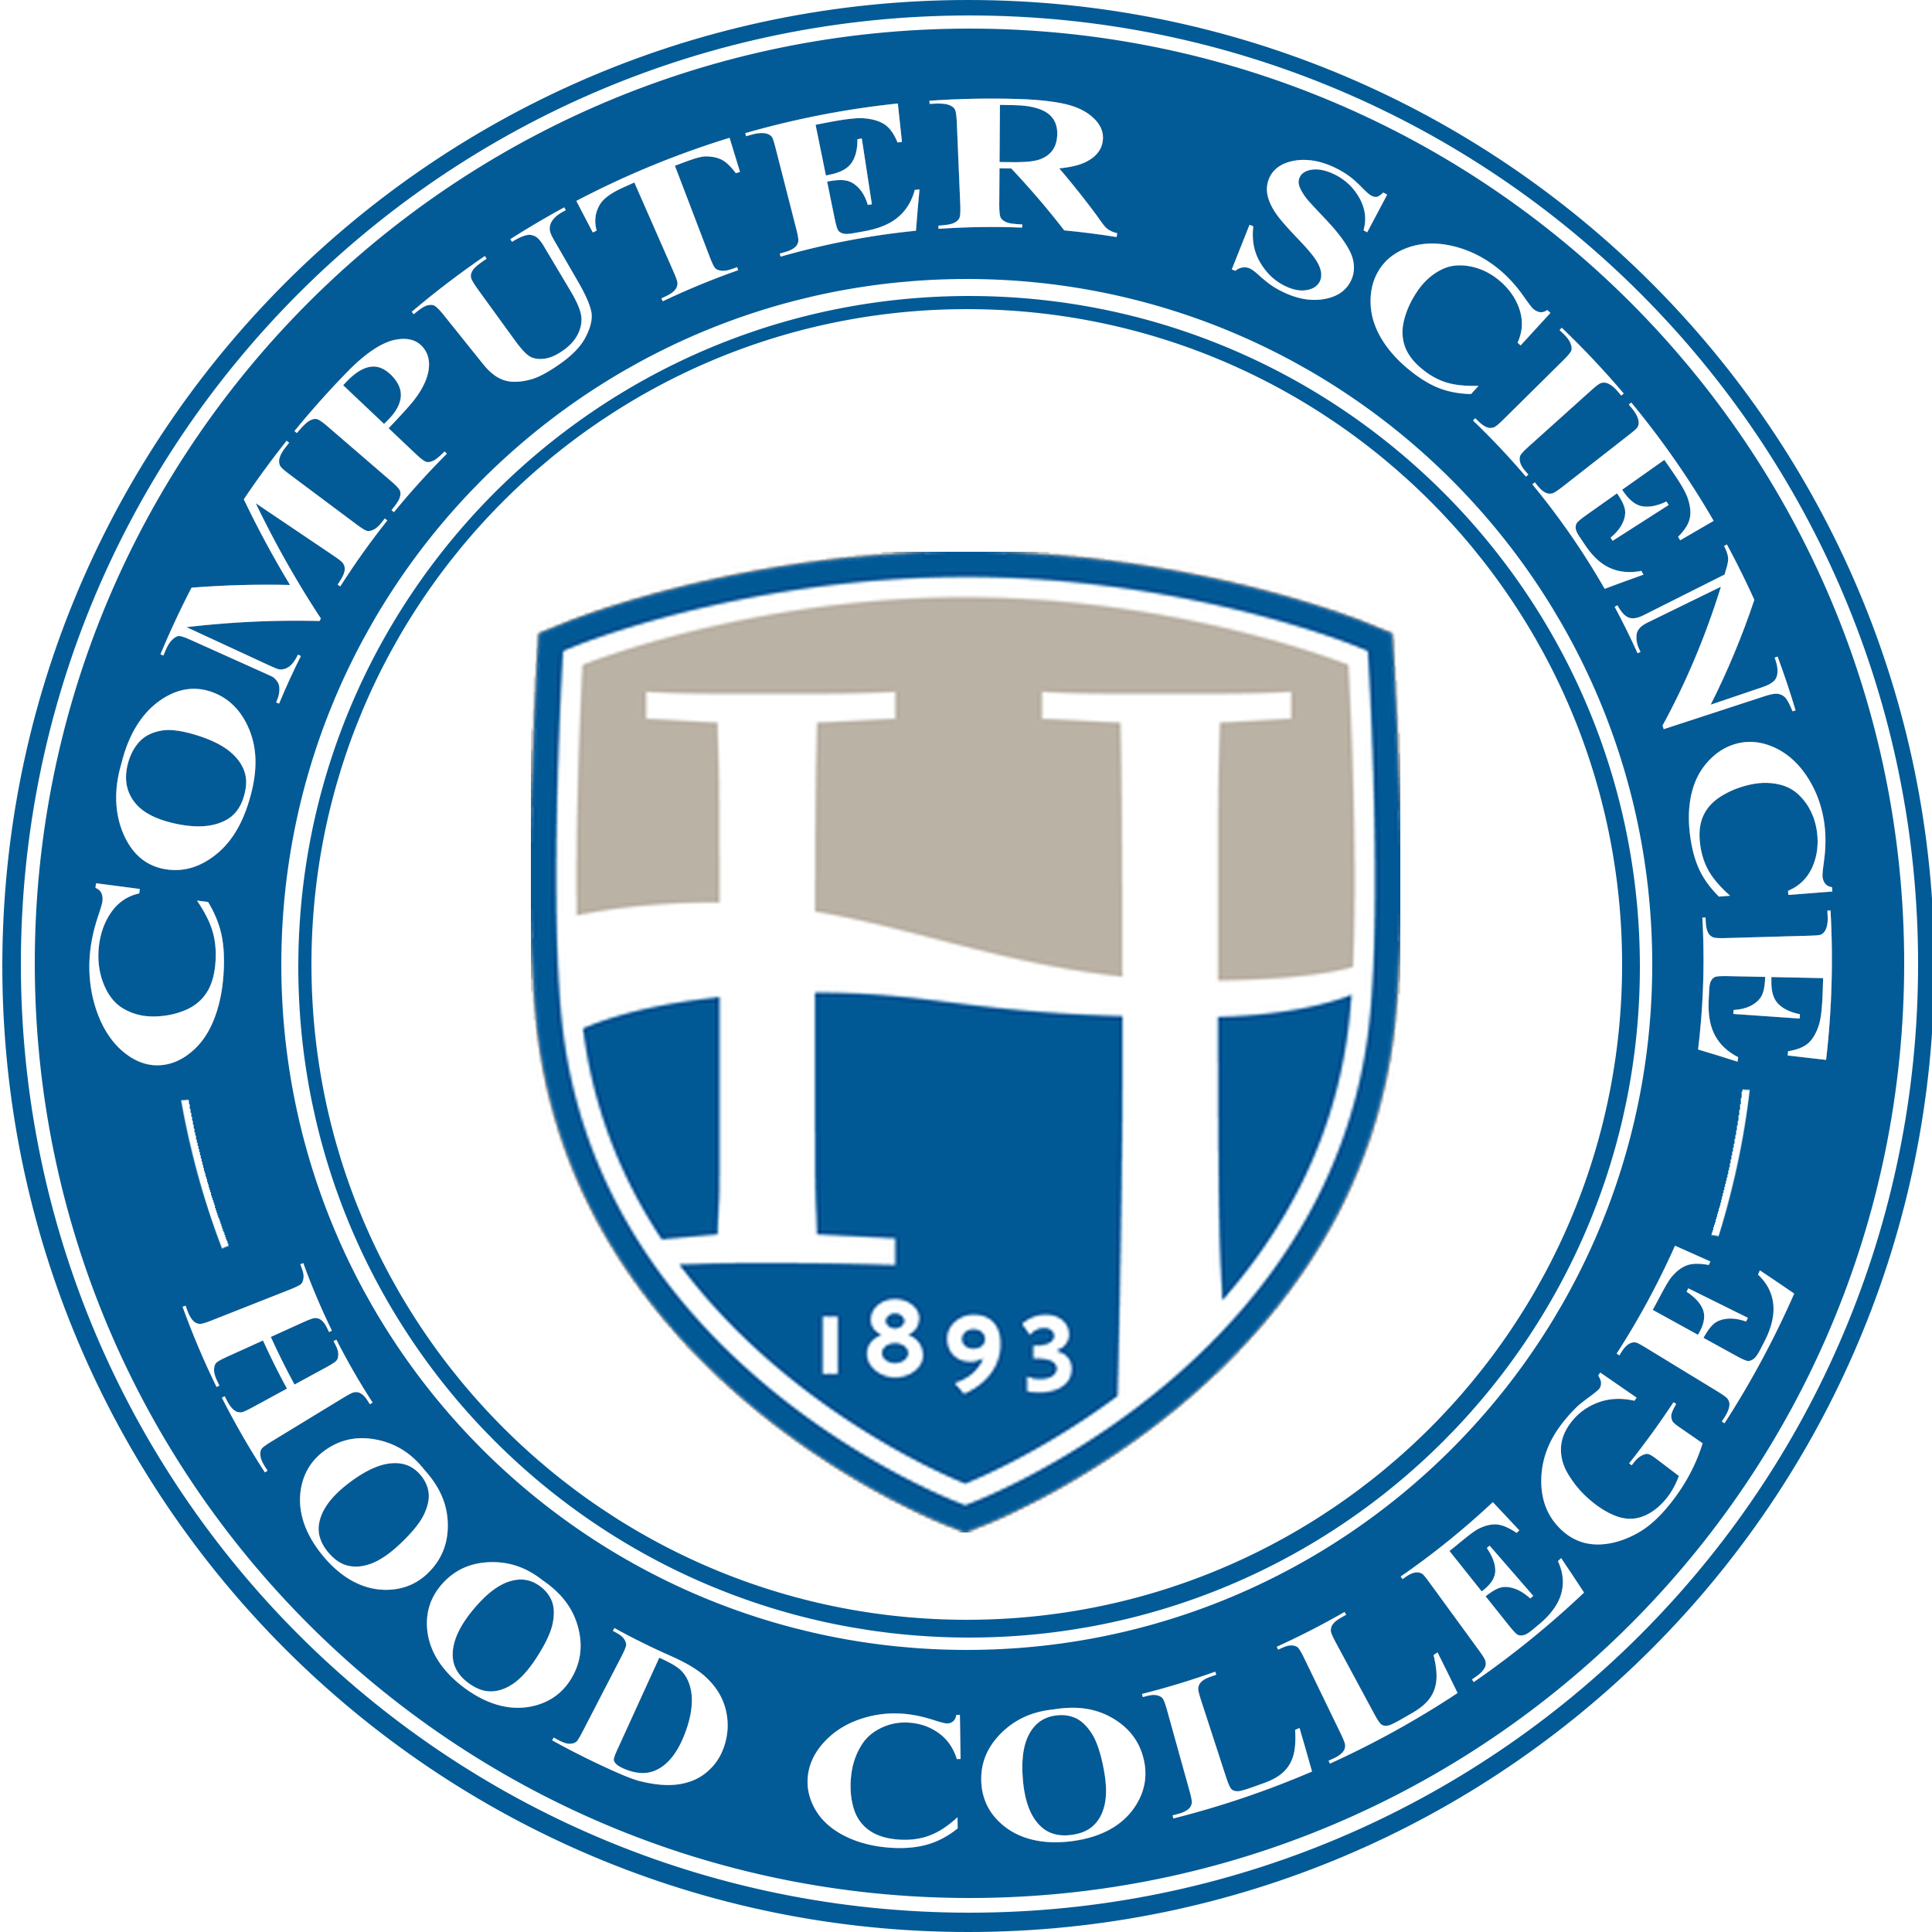 COMPUTER SCIENCE
H
1893
HOOD COLLEGE